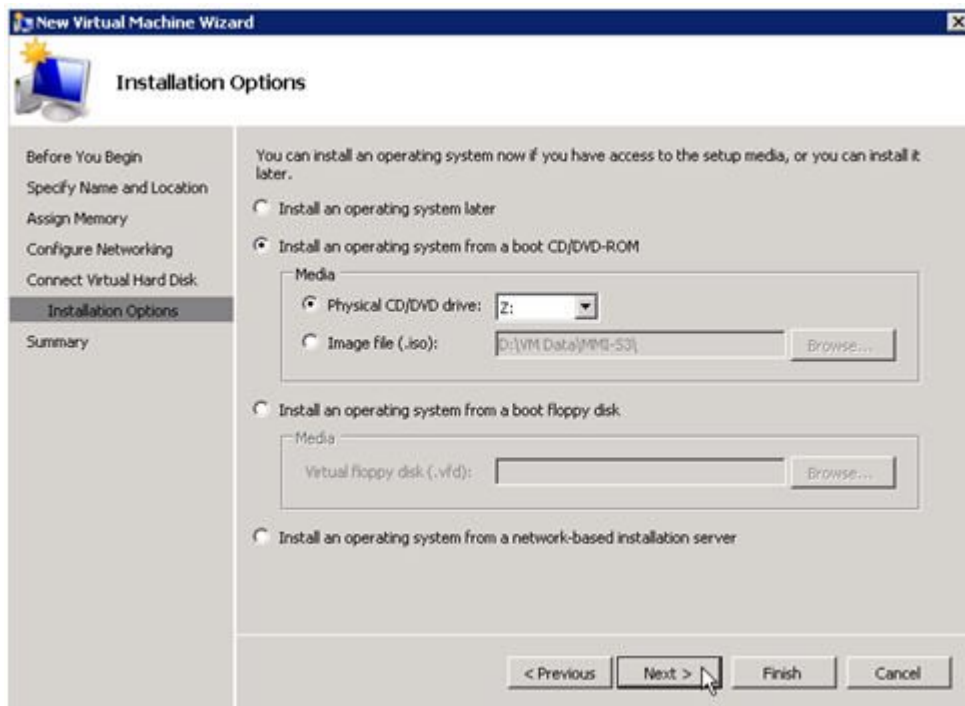 New Virtual Machine Wizard
Installation Options
Before You Begin
Specify Name and Location
Assign Memory
Configure Networking
Connect Virtual Hard Disk
Installation Options
Summary
You can install an operating system now if you have access to the setup media, or you can install it
later.
Install an operating system later
Install an operating system from a boot CD/DVD-ROM
Media
Physical CD/DVD drive: Z:
Image file (.iso): D:\VM Data\MMI-S3\ Browse...
Install an operating system from a boot floppy disk
Media
Virtual floppy disk (.vfd): Browse...
Install an operating system from a network-based installation server
< Previous Next > Finish Cancel